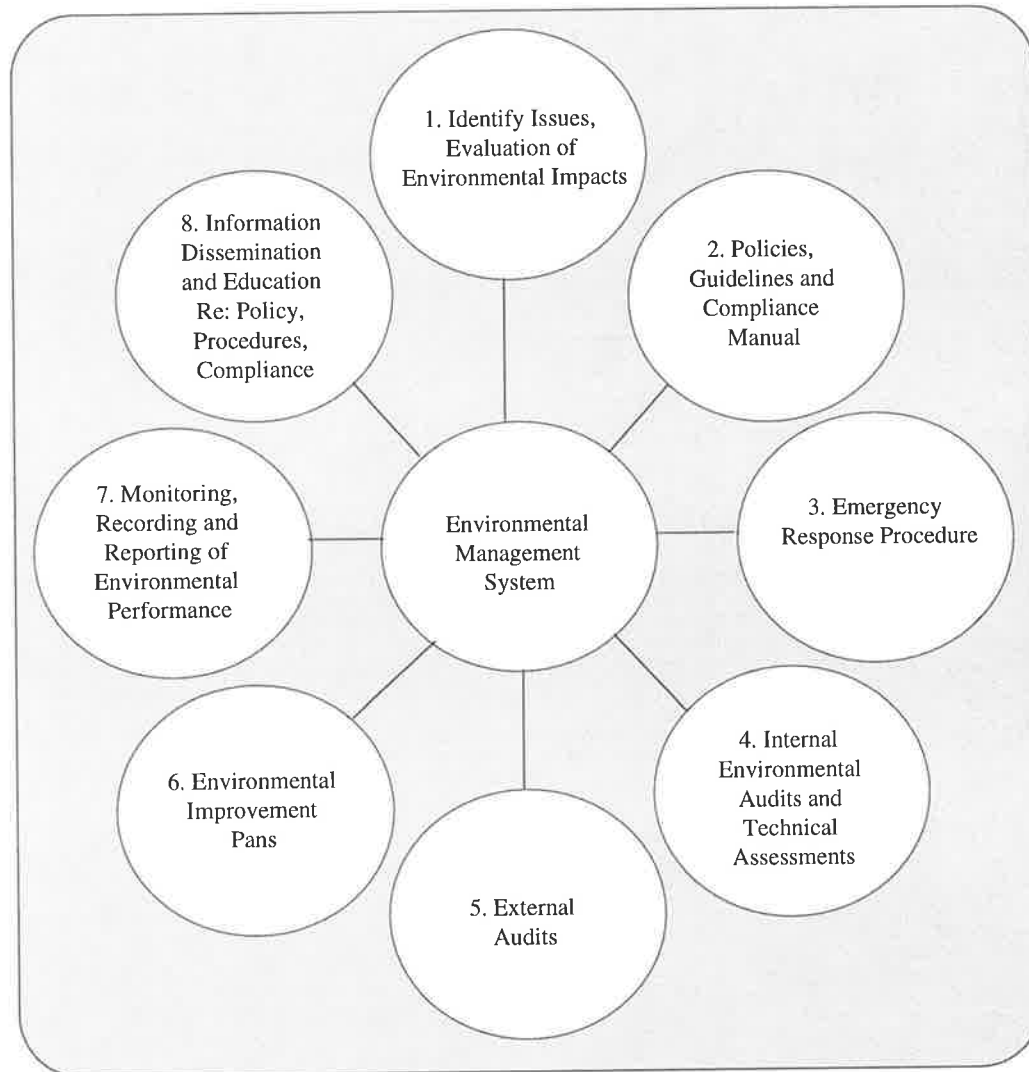 1. Identify Issues,
Evaluation of
Environmental Impacts
2. Policies,
Guidelines and
Compliance
Manual
3. Emergency
Response Procedure
4. Internal
Environmental
Audits and
Technical
Assessments
5. External
Audits
6. Environmental
Improvement
Pans
7. Monitoring,
Recording and
Reporting of
Environmental
Performance
8. Information
Dissemination
and Education
Re: Policy,
Procedures,
Compliance
Environmental
Management
System